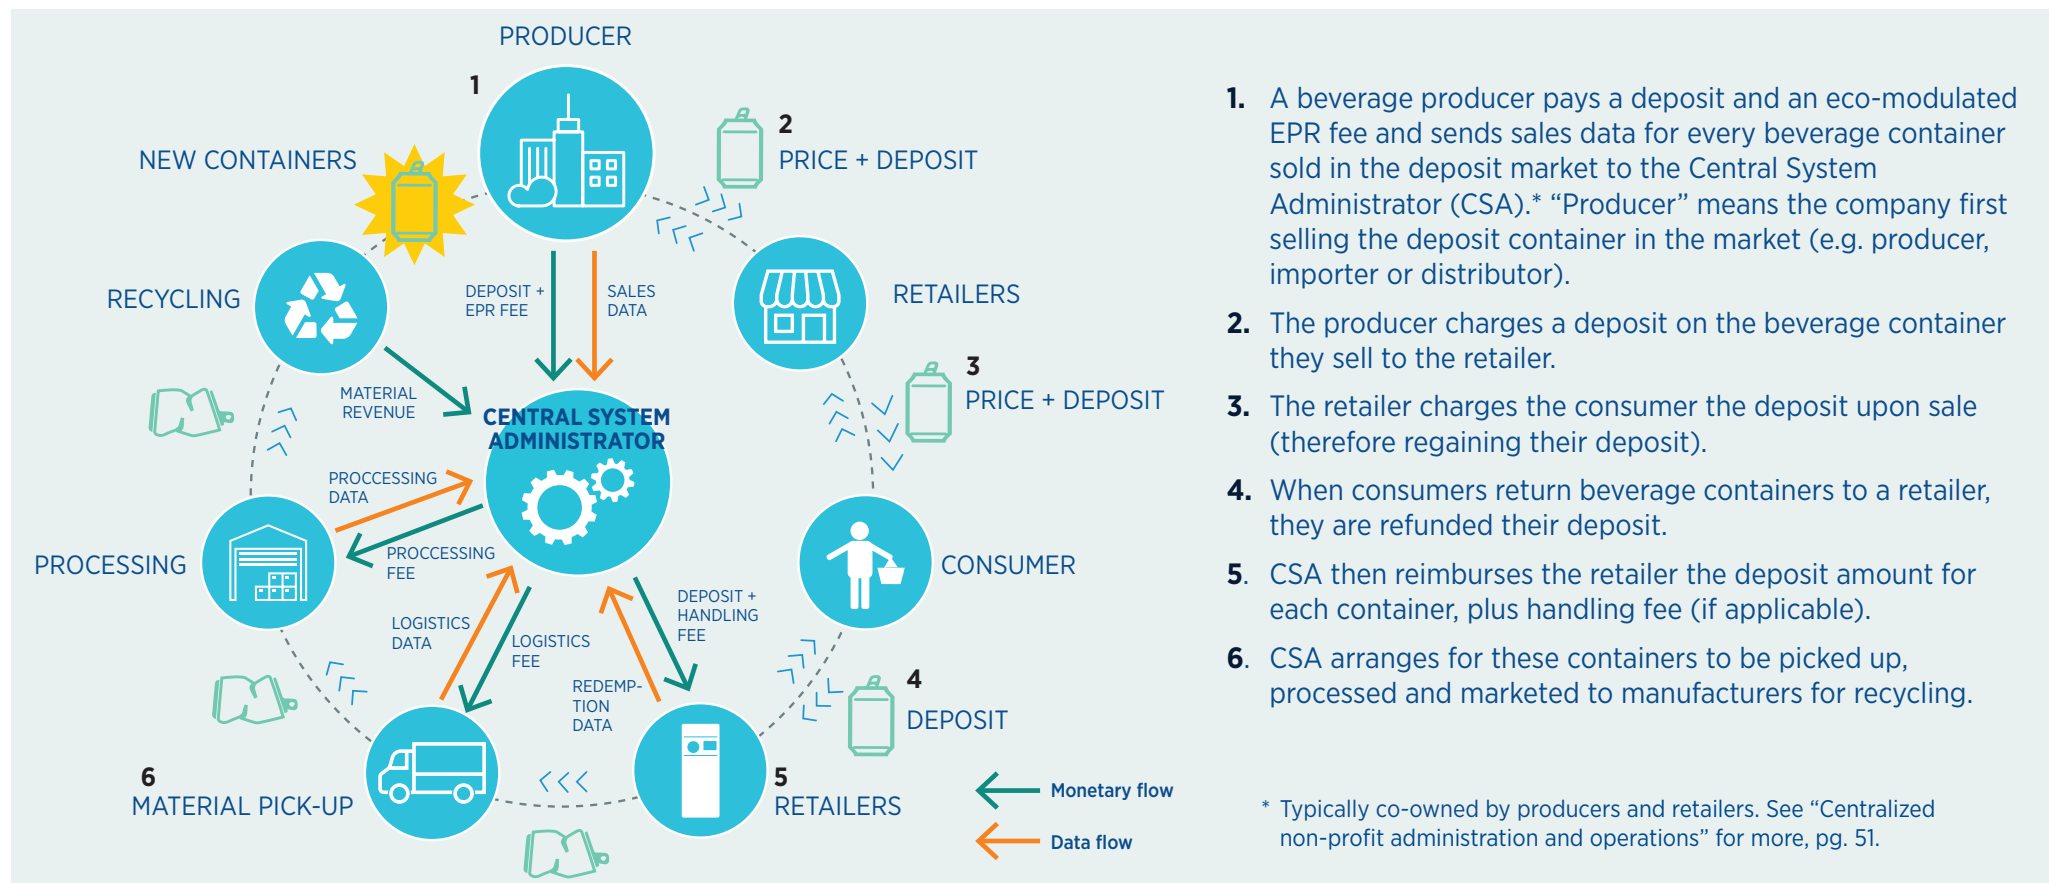 PRODUCER
1
2
PRICE + DEPOSIT
NEW CONTAINERS
RECYCLING
DEPOSIT +
EPR FEE
SALES
DATA
RETAILERS
3
PRICE + DEPOSIT
MATERIAL
REVENUE
CENTRAL SYSTEM
ADMINISTRATOR
PROCCESSING
DATA
PROCCESSING
FEE
PROCESSING
CONSUMER
LOGISTICS
DATA
LOGISTICS
FEE
DEPOSIT +
HANDLING
FEE
REDEMP-
TION
DATA
4
DEPOSIT
6
MATERIAL PICK-UP
5
RETAILERS
Monetary flow
Data flow
1. A beverage producer pays a deposit and an eco-modulated
EPR fee and sends sales data for every beverage container
sold in the deposit market to the Central System
Administrator (CSA).* “Producer” means the company first
selling the deposit container in the market (e.g. producer,
importer or distributor).
2. The producer charges a deposit on the beverage container
they sell to the retailer.
3. The retailer charges the consumer the deposit upon sale
(therefore regaining their deposit).
4. When consumers return beverage containers to a retailer,
they are refunded their deposit.
5. CSA then reimburses the retailer the deposit amount for
each container, plus handling fee (if applicable).
6. CSA arranges for these containers to be picked up,
processed and marketed to manufacturers for recycling.
* Typically co-owned by producers and retailers. See “Centralized
non-profit administration and operations” for more, pg. 51.